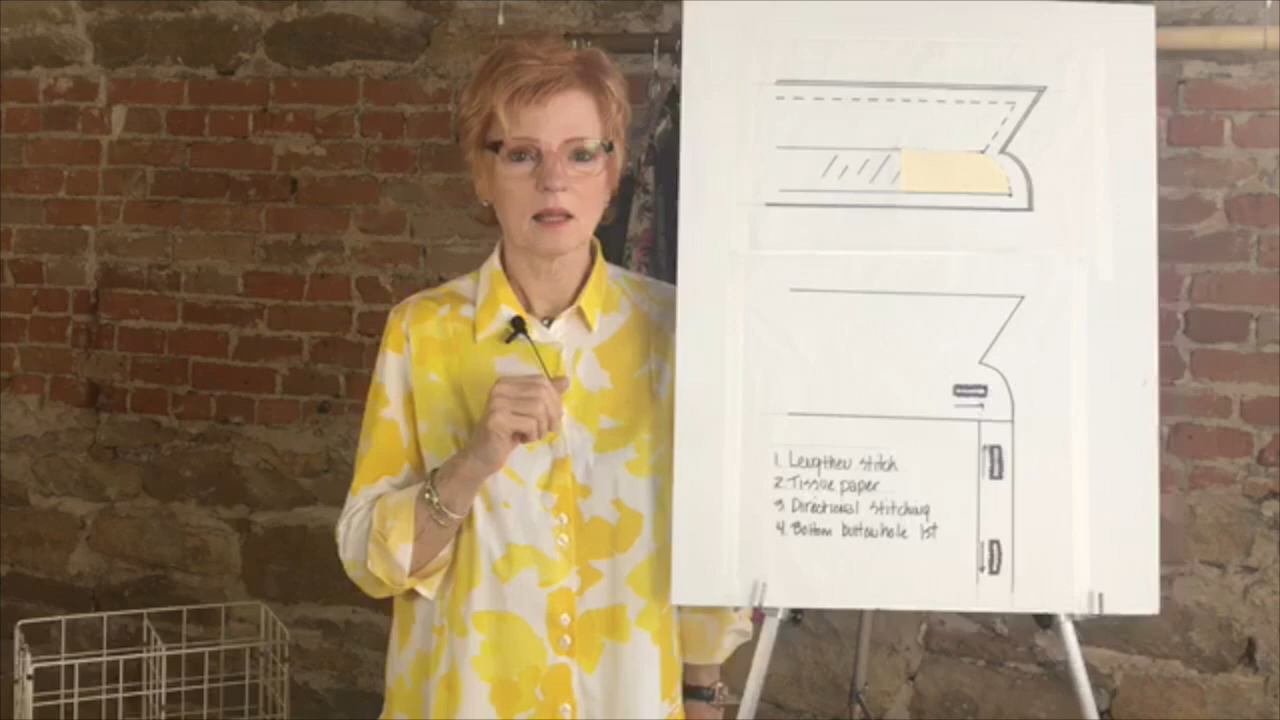 1. Lengthen stitch
2. Tissue paper
3 Directional stitching
4. Bottom buttonhole 1st